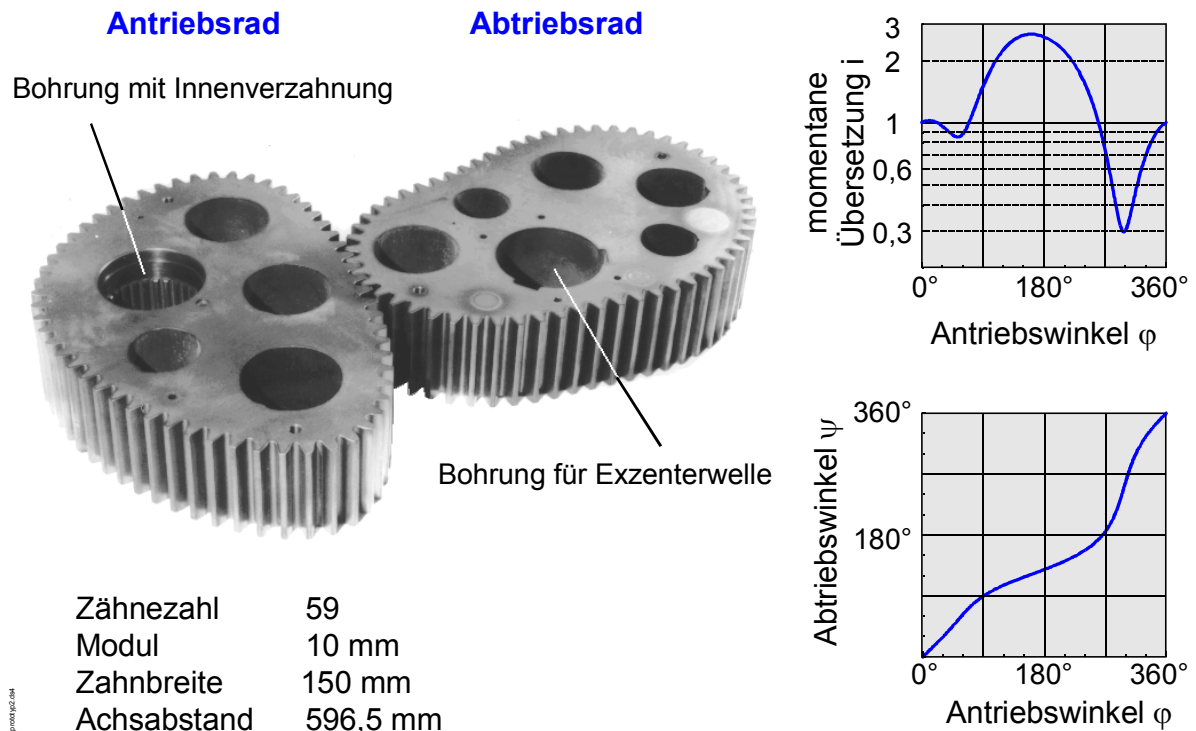 Antriebsrad
Abtriebsrad
Bohrung mit Innenverzahnung
Bohrung für Exzenterwelle
Zähnezahl 59
Modul 10 mm
Zahnbreite 150 mm
Achsabstand 596,5 mm
prototyp2.ds4
momentane
Übersetzung i
3
2
1
0,6
0,3
0° 180° 360°
Antriebswinkel φ
Abtriebswinkel ψ
360°
180°
0° 180° 360°
Antriebswinkel φ